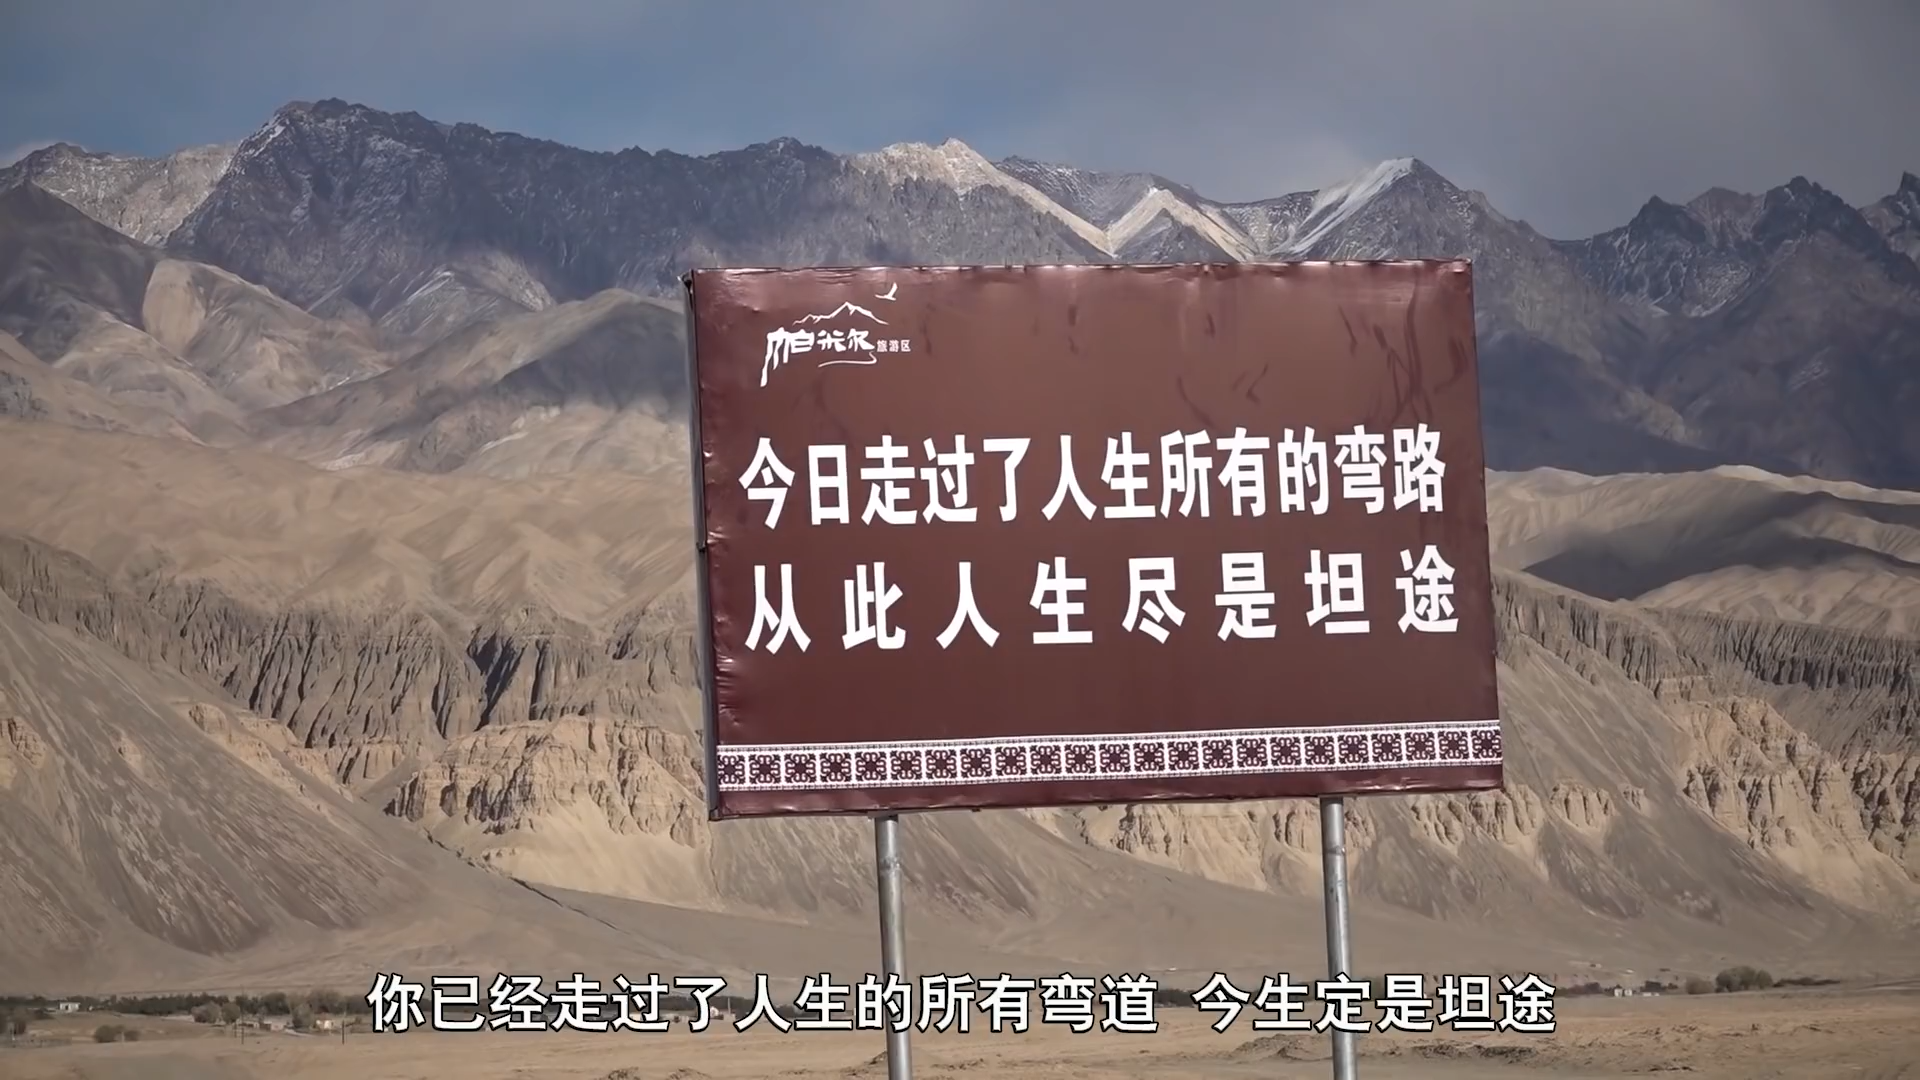 帕米尔旅游区
今日走过了人生所有的弯路
从此人生尽是坦途
你已经走过了人生的所有弯道 今生定是坦途